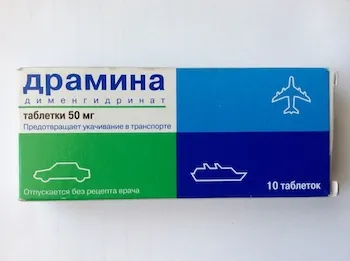 драмина
дименгидринат
таблетки 50 мг
Предотвращает укачивание в транспорте
Отпускается без рецепта врача
10 таблеток